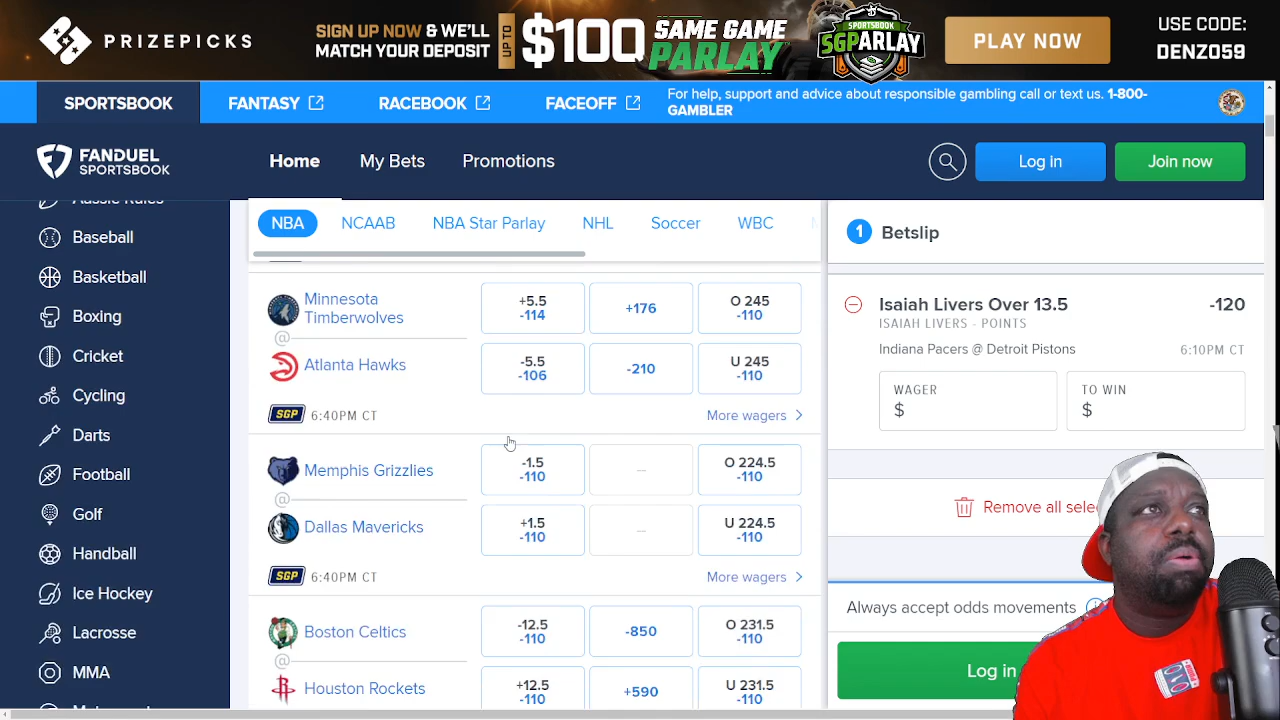 PRIZEPICKS
SIGN UP NOW & WE'LL
MATCH YOUR DEPOSIT
UP TO
$100
SAME GAME
PARLAY
SPORTSBOOK
SGPARLAY
PLAY NOW
USE CODE:
DENZO59
SPORTSBOOK
FANTASY
RACEBOOK
FACEOFF
For help, support and advice about responsible gambling call or text us. 1-800-
GAMBLER
FANDUEL
SPORTSBOOK
Home
My Bets
Promotions
Log in
Join now
Aussie Rules
Baseball
Basketball
Boxing
Cricket
Cycling
Darts
Football
Golf
Handball
Ice Hockey
Lacrosse
MMA
NBA
NCAAB
NBA Star Parlay
NHL
Soccer
WBC
Minnesota
Timberwolves
+5.5
-114
+176
O 245
-110
@
Atlanta Hawks
-5.5
-106
-210
U 245
-110
SGP
6:40PM CT
More wagers
Memphis Grizzlies
-1.5
-110
—
O 224.5
-110
@
Dallas Mavericks
+1.5
-110
—
U 224.5
-110
SGP
6:40PM CT
More wagers
Boston Celtics
-12.5
-110
-850
O 231.5
-110
@
Houston Rockets
+12.5
-110
+590
U 231.5
-110
1
Betslip
Isaiah Livers Over 13.5
-120
ISAIAH LIVERS - POINTS
Indiana Pacers @ Detroit Pistons
6:10PM CT
WAGER
$
TO WIN
$
Remove all sele
Always accept odds movements
Log in